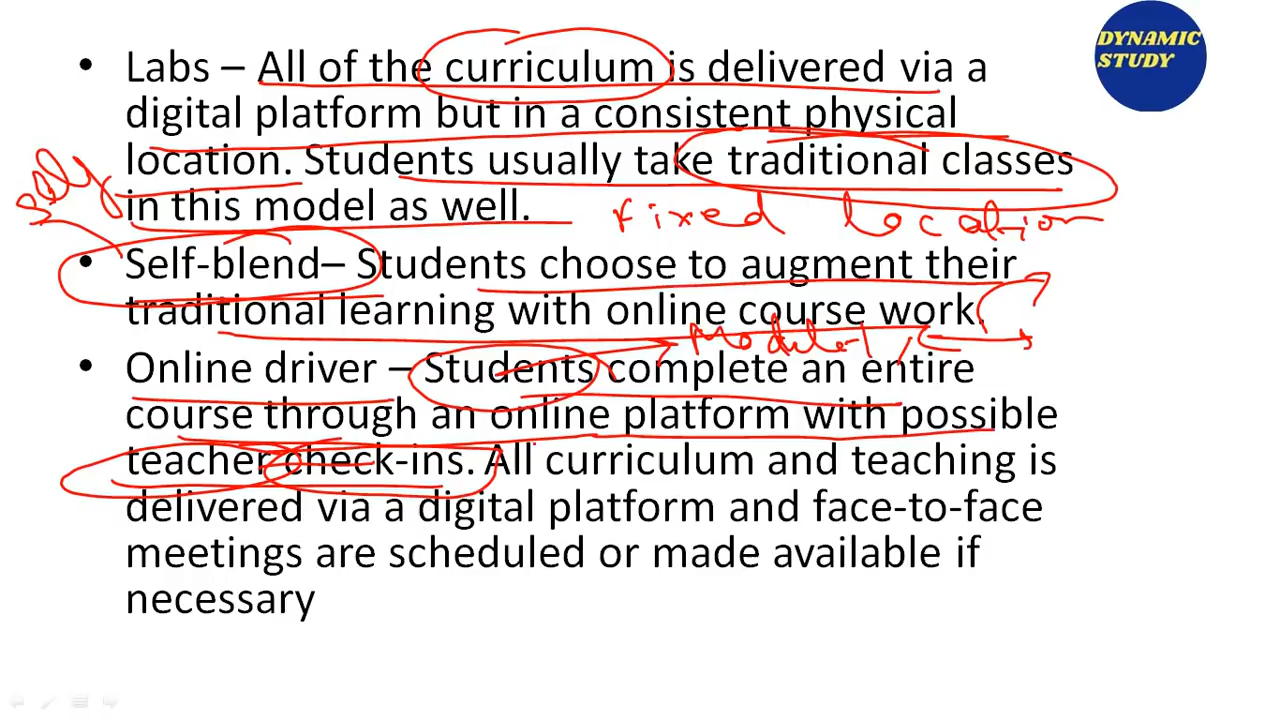 DYNAMIC
STUDY
• Labs – All of the curriculum is delivered via a
digital platform but in a consistent physical
location. Students usually take traditional classes
in this model as well.
fixed location
• Self-blend– Students choose to augment their
traditional learning with online course work.
• Online driver – Students complete an entire
course through an online platform with possible
teacher check-ins. All curriculum and teaching is
delivered via a digital platform and face-to-face
meetings are scheduled or made available if
necessary